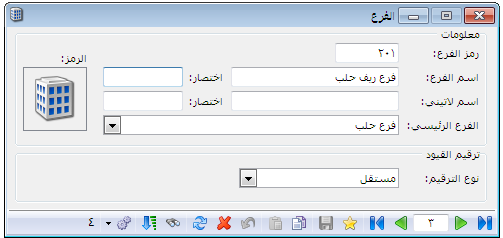 الفرع
معلومات
رمز الفرع: ٢٠١
اسم الفرع: فرع ريف حلب اختصار:
الرمز:
اسم لاتيني: اختصار:
الفرع الرئيسي: فرع حلب
ترقيم القيود
نوع الترقيم: مستقل
٣ ٤